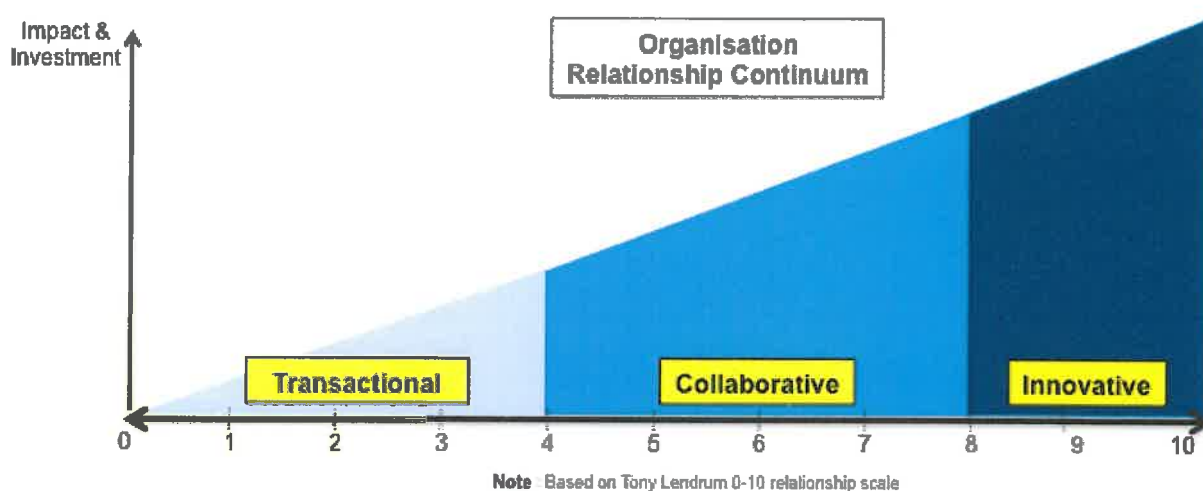 Impact &
Investment
Organisation
Relationship Continuum
Transactional
Collaborative
Innovative
0 1 2 3 4 5 6 7 8 9 10
Note Based on Tony Lendrum 0-10 relationship scale